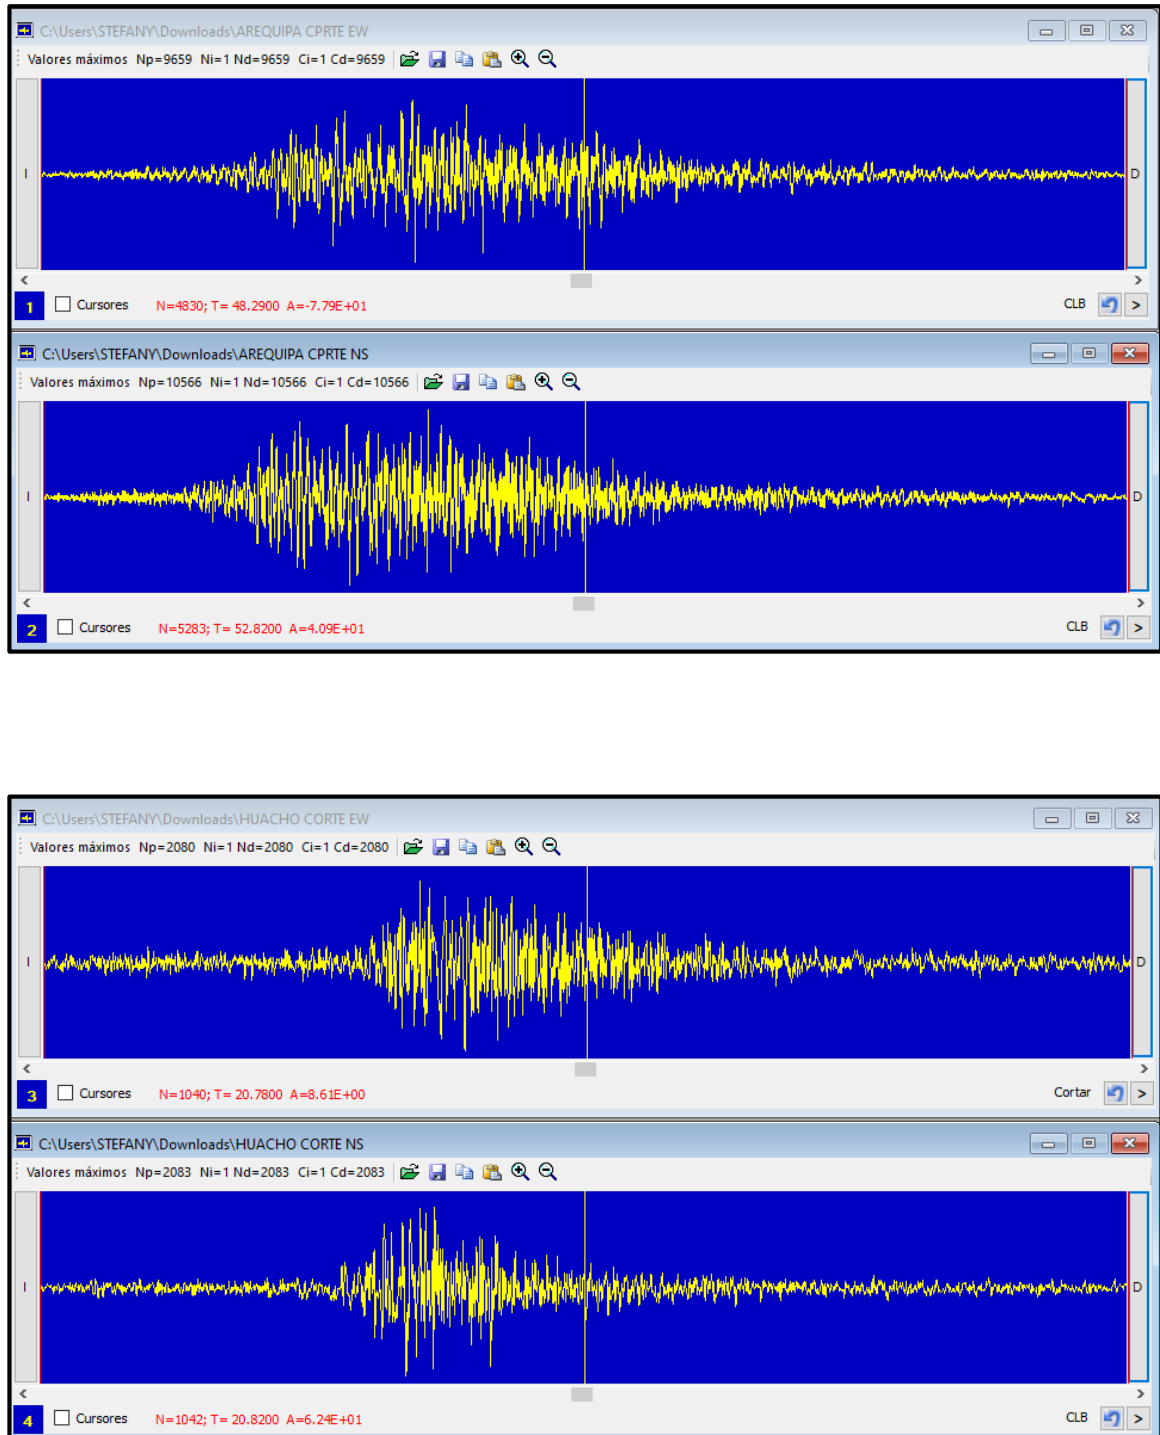 C:\Users\STEFANY\Downloads\AREQUIPA CPRTE EW
Valores máximos Np=9659 Ni=1 Nd=9659 Ci=1 Cd=9659
I
D
1 Cursores N=4830; T= 48.2900 A=-7.79E+01 CLB >
C:\Users\STEFANY\Downloads\AREQUIPA CPRTE NS
Valores máximos Np=10566 Ni=1 Nd=10566 Ci=1 Cd=10566
I
D
2 Cursores N=5283; T= 52.8200 A=4.09E+01 CLB >
C:\Users\STEFANY\Downloads\HUACHO CORTE EW
Valores máximos Np=2080 Ni=1 Nd=2080 Ci=1 Cd=2080
I
D
3 Cursores N=1040; T= 20.7800 A=8.61E+00 Cortar >
C:\Users\STEFANY\Downloads\HUACHO CORTE NS
Valores máximos Np=2083 Ni=1 Nd=2083 Ci=1 Cd=2083
I
D
4 Cursores N=1042; T= 20.8200 A=6.24E+01 CLB >